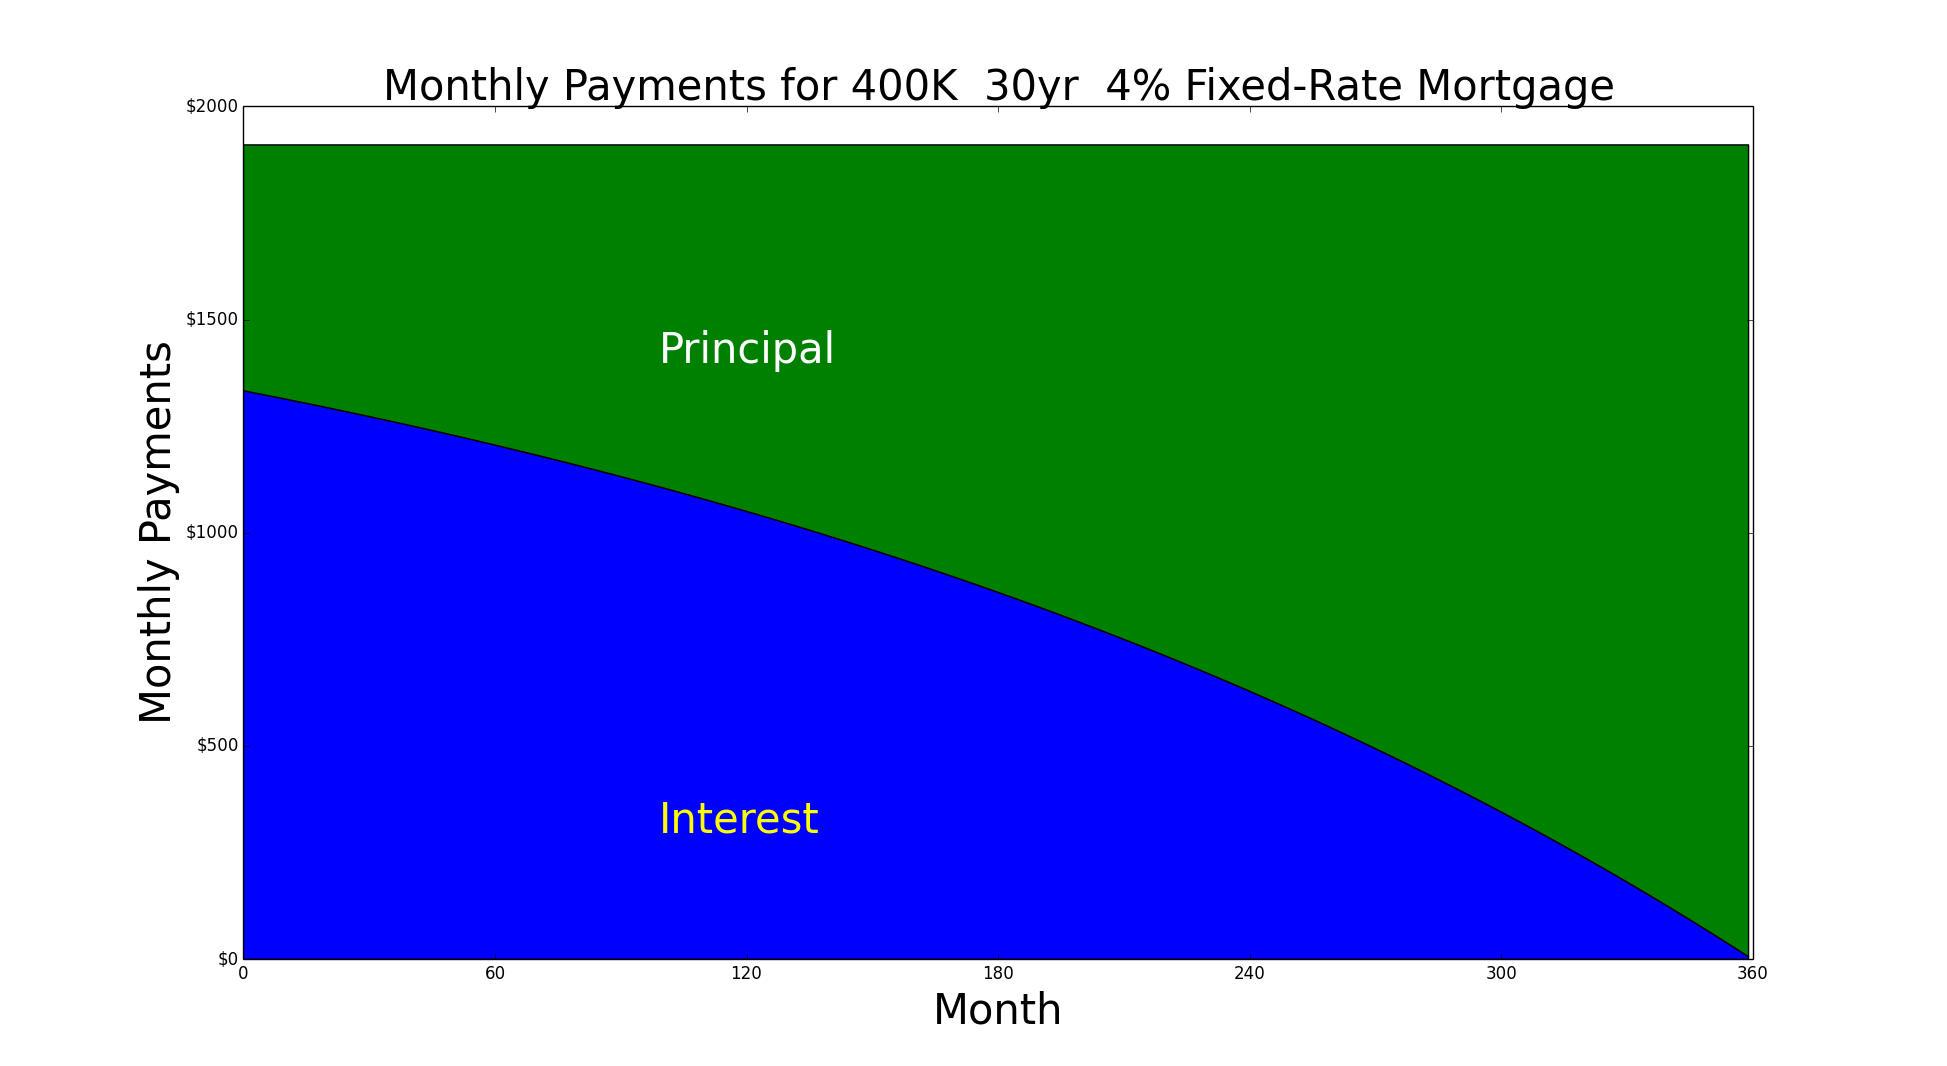 Monthly Payments for 400K  30yr  4% Fixed-Rate Mortgage
$2000
$1500
$1000
$500
$0
Monthly Payments
Principal
Interest
0 60 120 180 240 300 360
Month